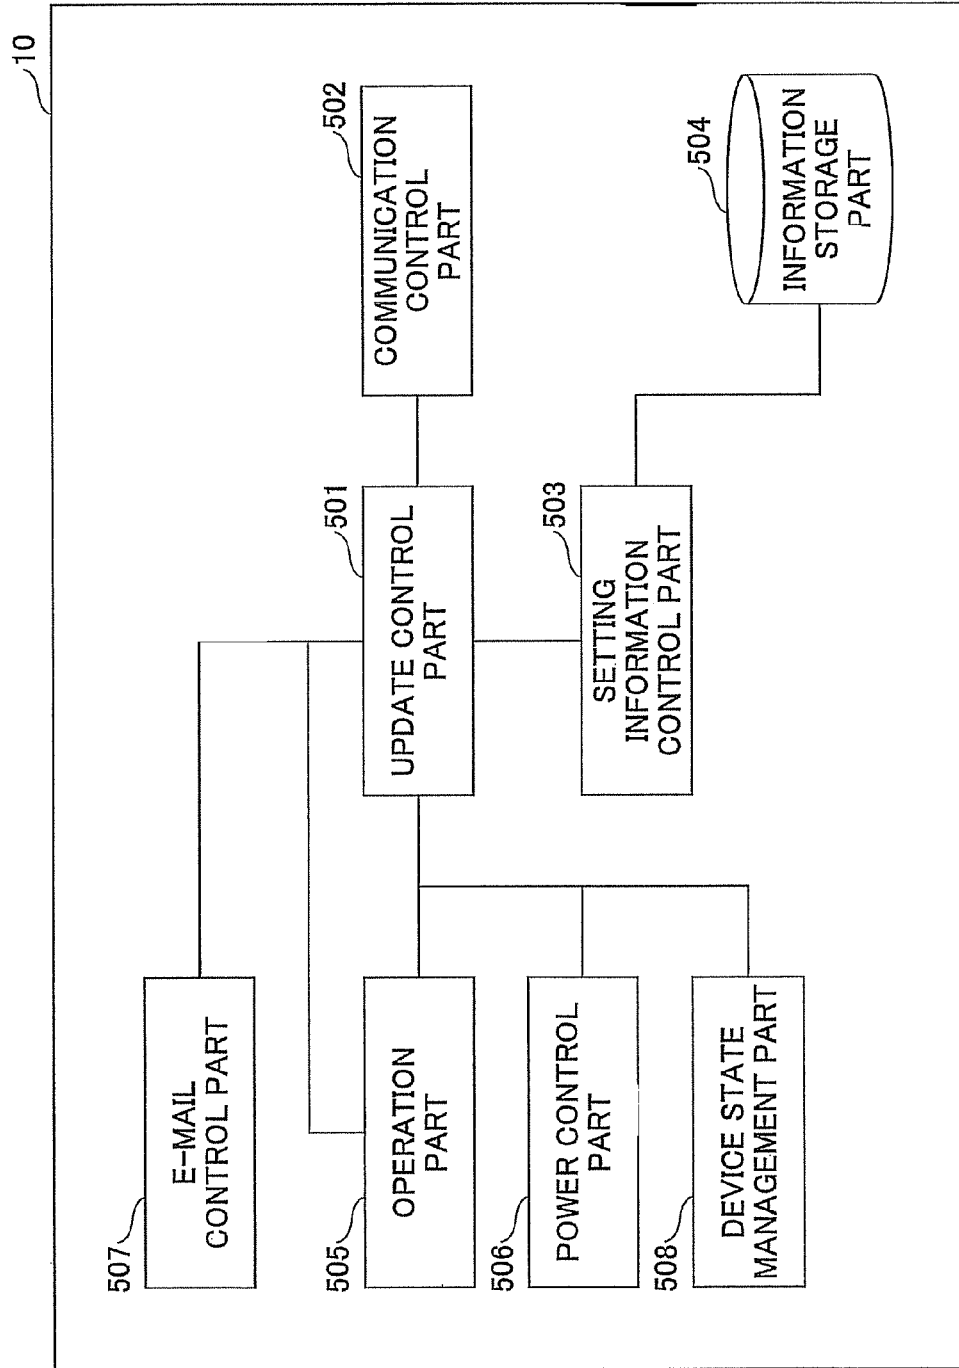 10
507
E-MAIL
CONTROL PART
505
OPERATION
PART
506
POWER CONTROL
PART
508
DEVICE STATE
MANAGEMENT PART
501
UPDATE CONTROL
PART
503
SETTING
INFORMATION
CONTROL PART
502
COMMUNICATION
CONTROL
PART
504
INFORMATION
STORAGE
PART